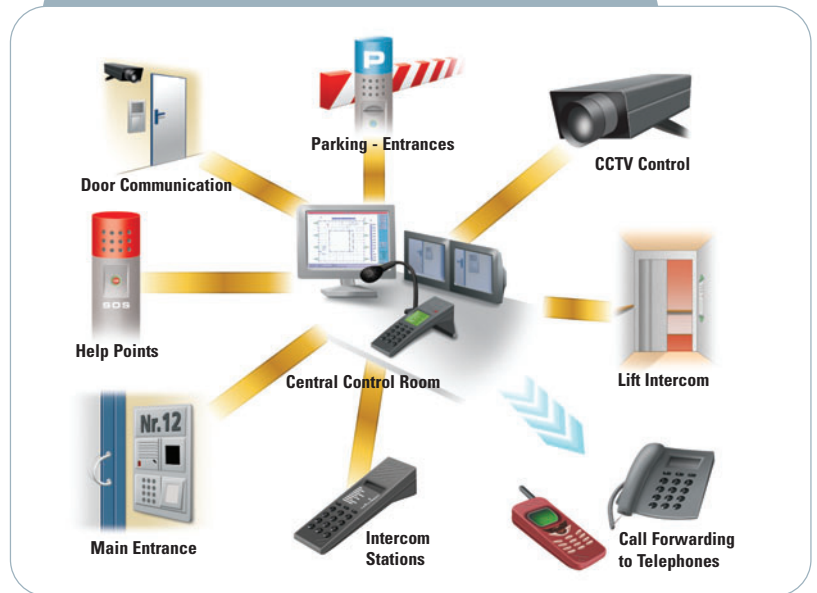 P
Parking - Entrances
CCTV Control
Door Communication
SOS
Help Points
Central Control Room
Lift Intercom
Nr.12
Main Entrance
Intercom
Stations
Call Forwarding
to Telephones